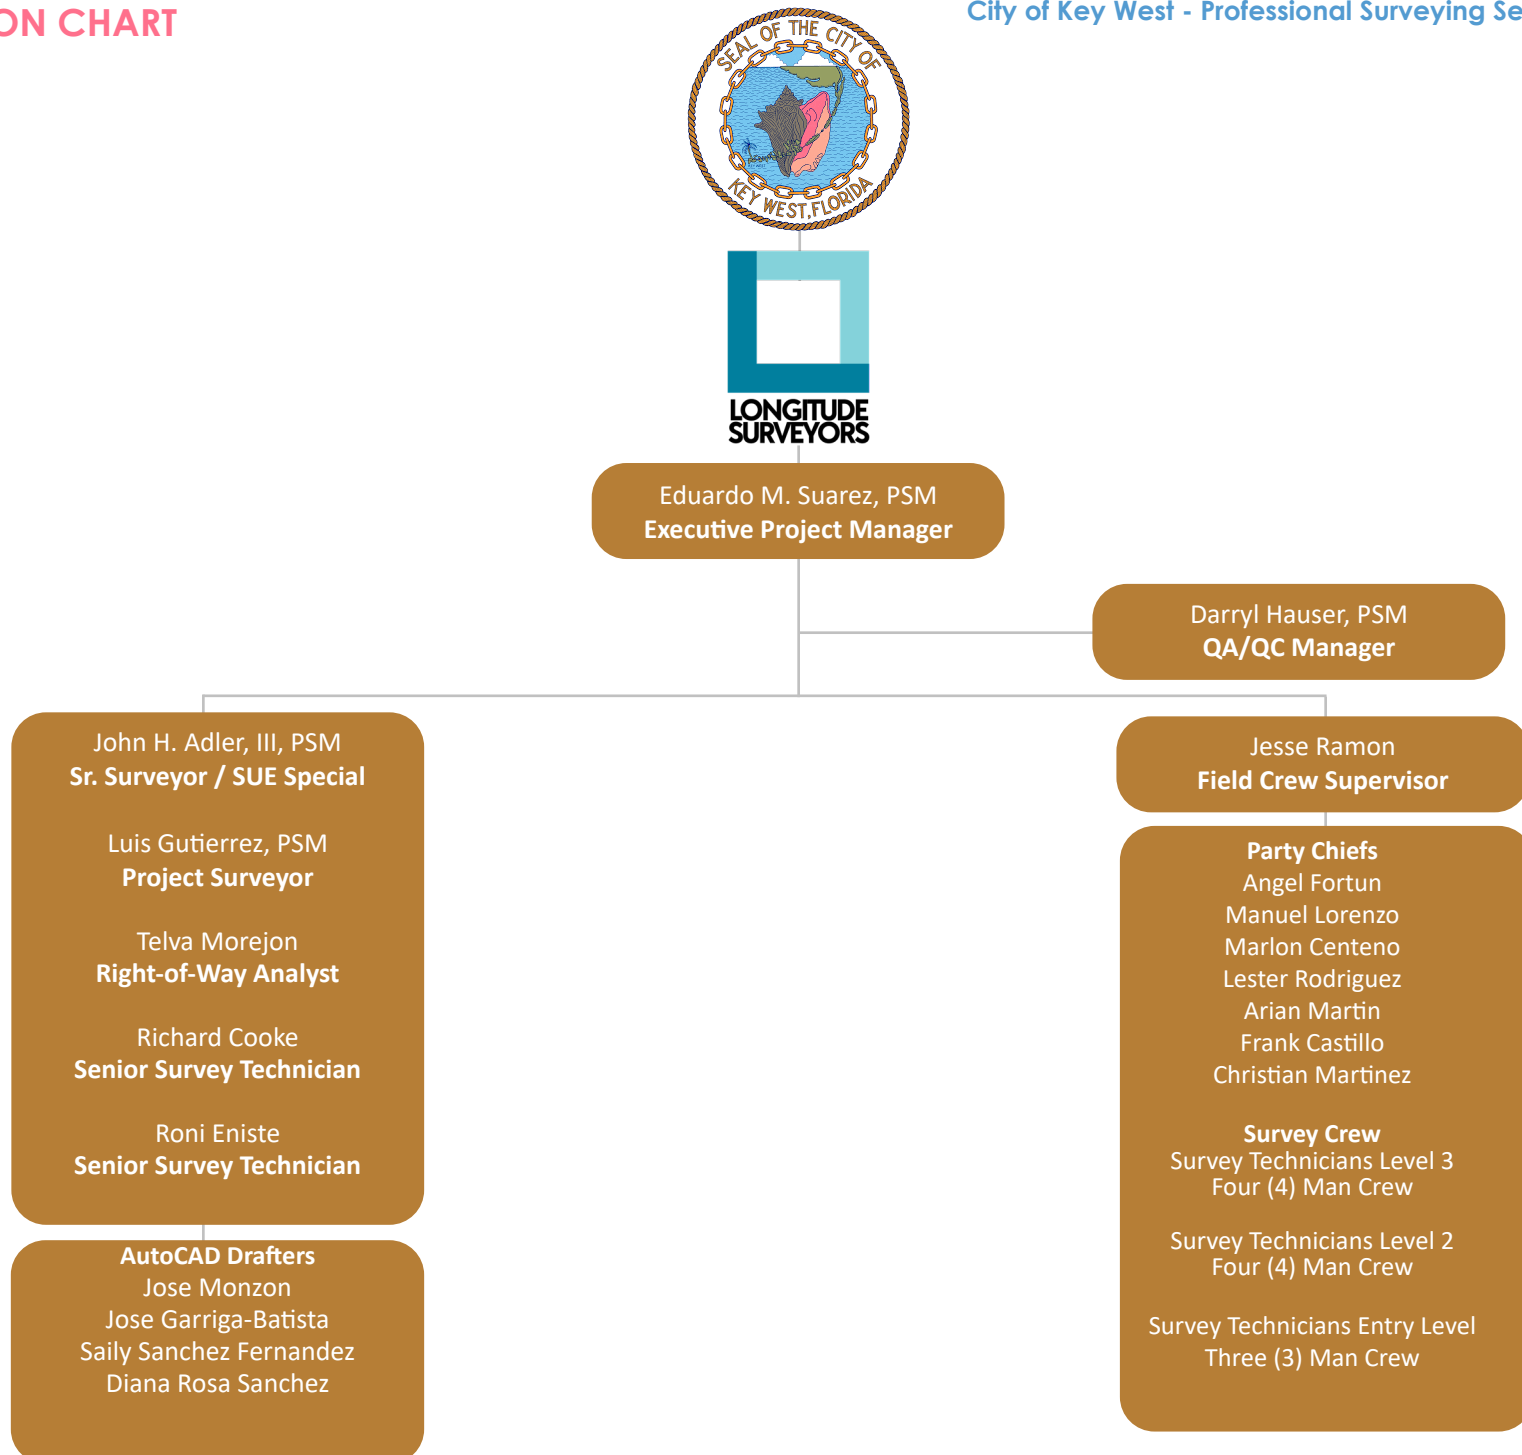 ON CHART
City of Key West - Professional Surveying Se
SEAL OF THE CITY OF
KEY WEST, FLORIDA
KEY WEST
LONGITUDE
SURVEYORS
Eduardo M. Suarez, PSM
Executive Project Manager
Darryl Hauser, PSM
QA/QC Manager
John H. Adler, III, PSM
Sr. Surveyor / SUE Special
Luis Gutierrez, PSM
Project Surveyor
Telva Morejon
Right-of-Way Analyst
Richard Cooke
Senior Survey Technician
Roni Eniste
Senior Survey Technician
AutoCAD Drafters
Jose Monzon
Jose Garriga-Batista
Saily Sanchez Fernandez
Diana Rosa Sanchez
Jesse Ramon
Field Crew Supervisor
Party Chiefs
Angel Fortun
Manuel Lorenzo
Marlon Centeno
Lester Rodriguez
Arian Martin
Frank Castillo
Christian Martinez
Survey Crew
Survey Technicians Level 3
Four (4) Man Crew
Survey Technicians Level 2
Four (4) Man Crew
Survey Technicians Entry Level
Three (3) Man Crew